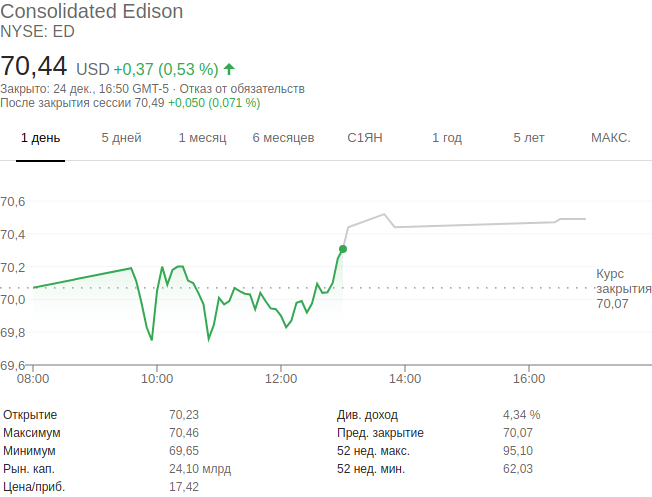 Consolidated Edison
NYSE: ED
70,44 USD +0,37 (0,53 %)
Закрыто: 24 дек., 16:50 GMT-5 · Отказ от обязательств
После закрытия сессии 70,49 +0,050 (0,071 %)
1 день 5 дней 1 месяц 6 месяцев С1ЯН 1 год 5 лет МАКС.
70,6
70,4
70,2
70,0
69,8
69,6
Курс
закрытия
70,07
08:00 10:00 12:00 14:00 16:00
Открытие 70,23 Див. доход 4,34 %
Максимум 70,46 Пред. закрытие 70,07
Минимум 69,65 52 нед. макс. 95,10
Рын. кап. 24,10 млрд 52 нед. мин. 62,03
Цена/приб. 17,42